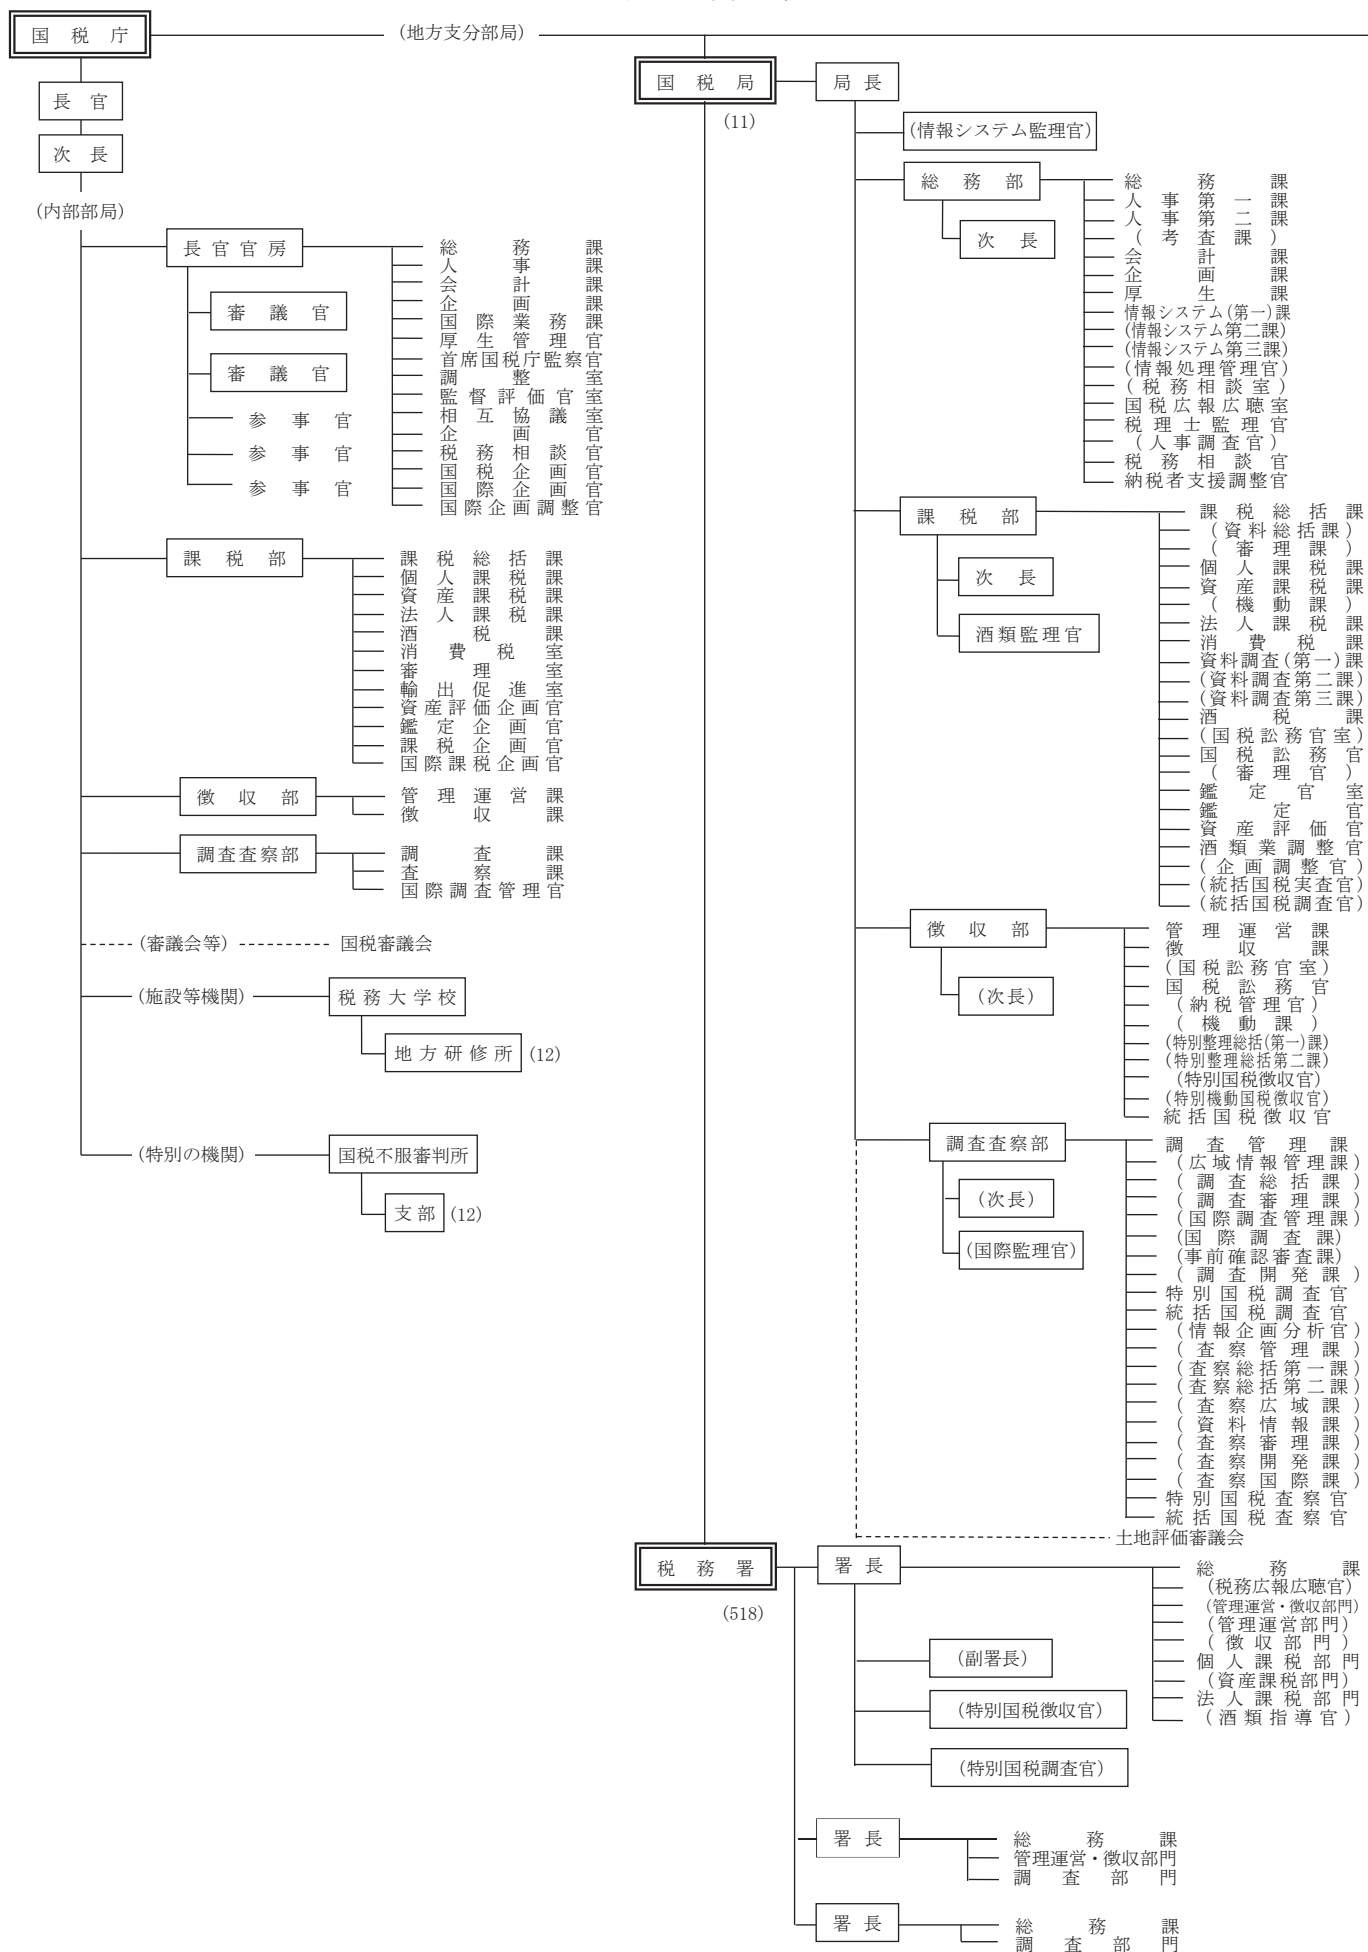 国税庁
(地方支分部局)
長官
次長
(内部部局)
長官官房
審議官
審議官
参事官
参事官
参事官
総務課
人事課
会計課
企画課
国際業務課
厚生管理官
首席国税庁監察官
調整室
監督評価官室
相互協議室
企画官
税務相談官
国税企画官
国際企画官
国際企画調整官
課税部
課税総括課
個人課税課
資産課税課
法人課税課
酒税課
消費税室
審理室
輸出促進室
資産評価企画官
鑑定企画官
課税企画官
国際課税企画官
徴収部
管理運営課
徴収課
調査査察部
調査課
査察課
国際調査管理官
(審議会等)
国税審議会
(施設等機関)
税務大学校
地方研修所
(12)
(特別の機関)
国税不服審判所
支部
(12)
国税局
(11)
局長
(情報システム監理官)
総務部
次長
総務課
人事第一課
人事第二課
(考査課)
会計課
企画課
厚生課
情報システム(第一)課
(情報システム第二課)
(情報システム第三課)
(情報処理管理官)
(税務相談室)
国税広報広聴室
税理士監理官
(人事調査官)
税務相談官
納税者支援調整官
課税部
次長
酒類監理官
課税総括課
(資料総括課)
(審理課)
個人課税課
資産課税課
(機動課)
法人課税課
消費税課
資料調査(第一)課
(資料調査第二課)
(資料調査第三課)
酒税課
(国税訟務官室)
国税訟務官
(審理官)
鑑定官室
鑑定官
資産評価官
酒類業調整官
(企画調整官)
(統括国税実査官)
(統括国税調査官)
徴収部
(次長)
管理運営課
徴収課
(国税訟務官室)
国税訟務官
(納税管理官)
(機動課)
(特別整理総括(第一)課)
(特別整理総括第二課)
(特別国税徴収官)
(特別機動国税徴収官)
統括国税徴収官
調査査察部
(次長)
(国際監理官)
調査管理課
(広域情報管理課)
(調査総括課)
(調査審理課)
(国際調査管理課)
(国際調査課)
(事前確認審査課)
(調査開発課)
特別国税調査官
統括国税調査官
(情報企画分析官)
(査察管理課)
(査察総括第一課)
(査察総括第二課)
(査察広域課)
(資料情報課)
(査察審理課)
(査察開発課)
(査察国際課)
特別国税査察官
統括国税査察官
土地評価審議会
税務署
(518)
署長
(副署長)
(特別国税徴収官)
(特別国税調査官)
総務課
(税務広報広聴官)
(管理運営・徴収部門)
(管理運営部門)
(徴収部門)
個人課税部門
(資産課税部門)
法人課税部門
(酒類指導官)
署長
総務課
管理運営・徴収部門
調査部門
署長
総務課
調査部門